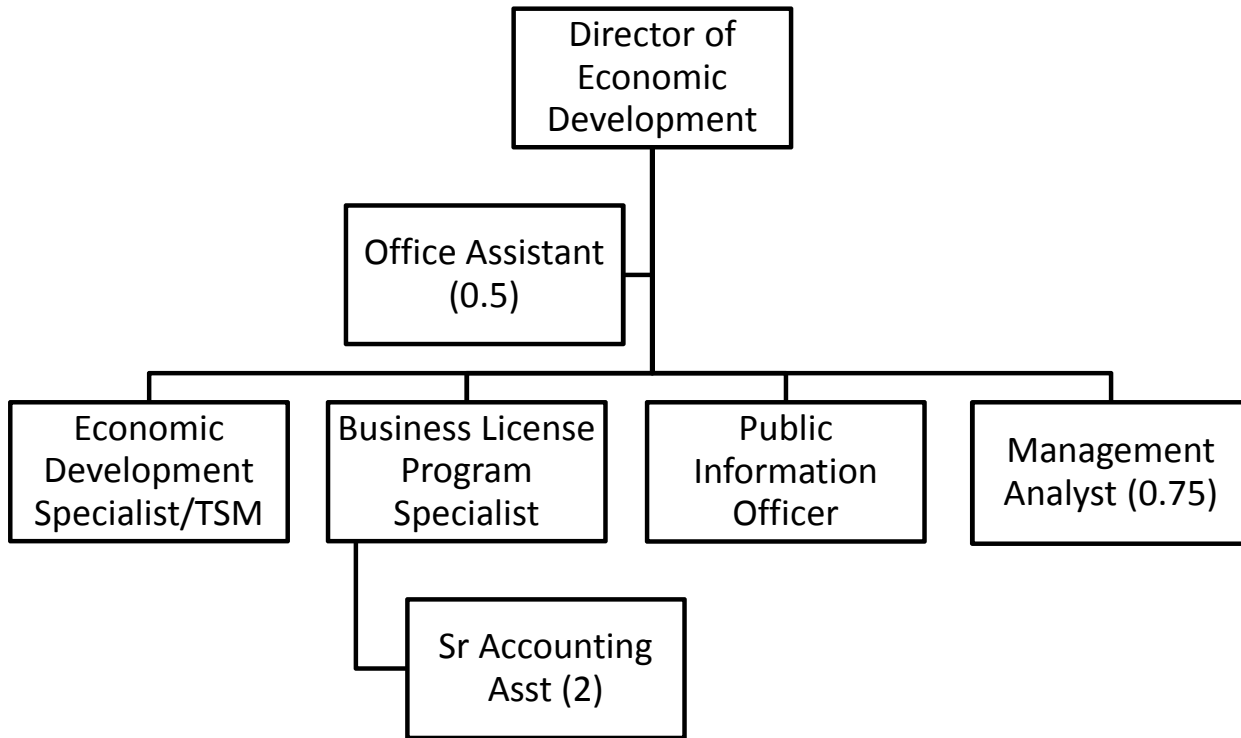 Director of
Economic
Development
Office Assistant
(0.5)
Economic
Development
Specialist/TSM
Business License
Program
Specialist
Public
Information
Officer
Management
Analyst (0.75)
Sr Accounting
Asst (2)